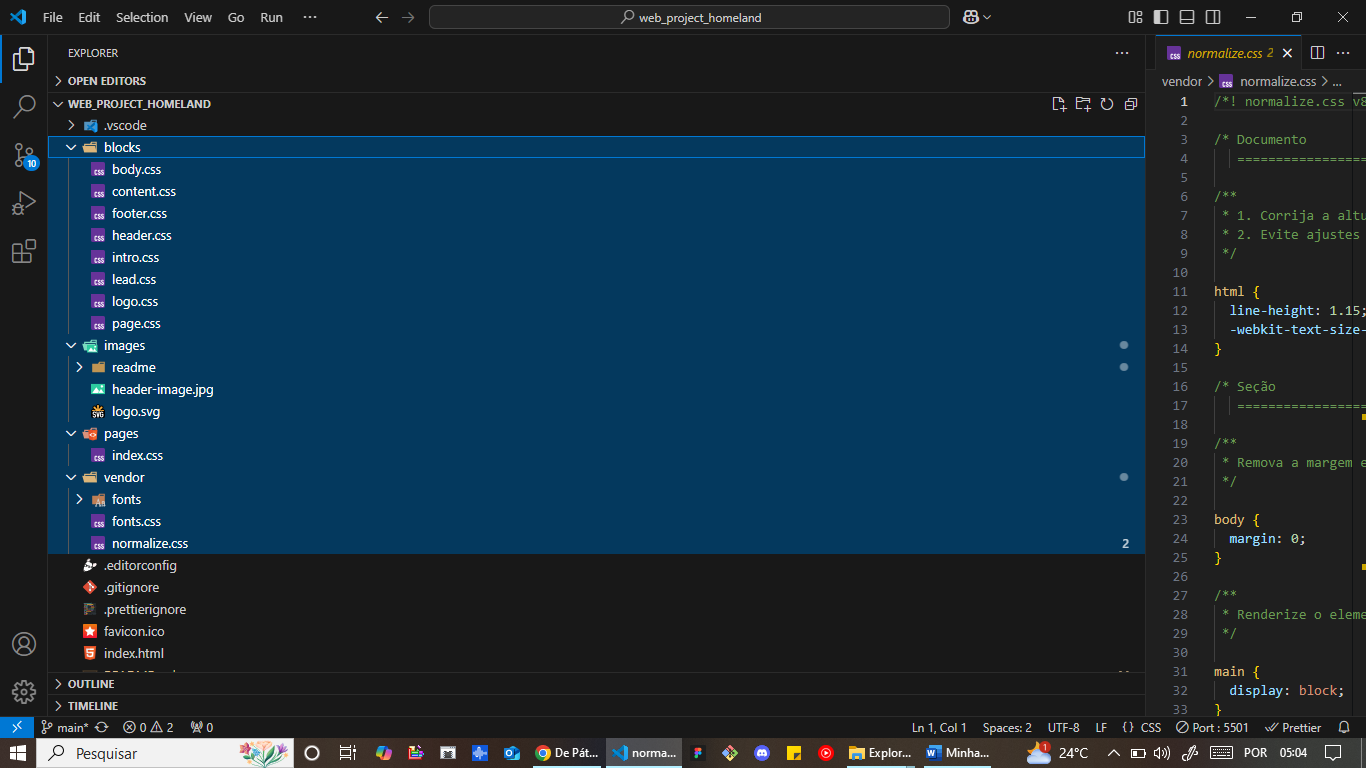 File Edit Selection View Go Run ··· web_project_homeland
EXPLORER ···
OPEN EDITORS
WEB_PROJECT_HOMELAND
.vscode
blocks
body.css
content.css
footer.css
header.css
intro.css
lead.css
logo.css
page.css
images
readme
header-image.jpg
logo.svg
pages
index.css
vendor
fonts
fonts.css
normalize.css 2
.editorconfig
.gitignore
.prettierignore
favicon.ico
index.html
OUTLINE
TIMELINE
10
normalize.css 2
vendor > normalize.css > ...
1 /*! normalize.css v8
2
3 /* Documento
4 =================
5
6 /**
7 * 1. Corrija a altu
8 * 2. Evite ajustes
9 */
10
11 html {
12 line-height: 1.15;
13 -webkit-text-size-
14 }
15
16 /* Seção
17 =================
18
19 /**
20 * Remova a margem e
21 */
22
23 body {
24 margin: 0;
25 }
26
27 /**
28 * Renderize o eleme
29 */
30
31 main {
32 display: block;
33 }
main* 0 2 0 Ln 1, Col 1 Spaces: 2 UTF-8 LF {} CSS Port : 5501 Prettier
Pesquisar De Pát... norma... Explor... Minha... 1 24°C POR 05:04